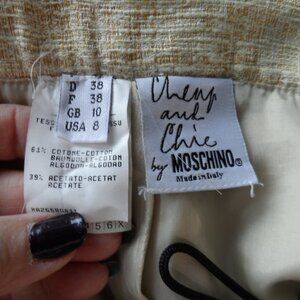 D 38
F 38
GB 10
USA 8
61% COTONE-COTTON
BAUMWOLLE-COTON
ALGODON-ALGODAO
39% ACETATO-ACETAT
ACETATE
Cheap
and
Chic
by MOSCHINO®
Made in Italy